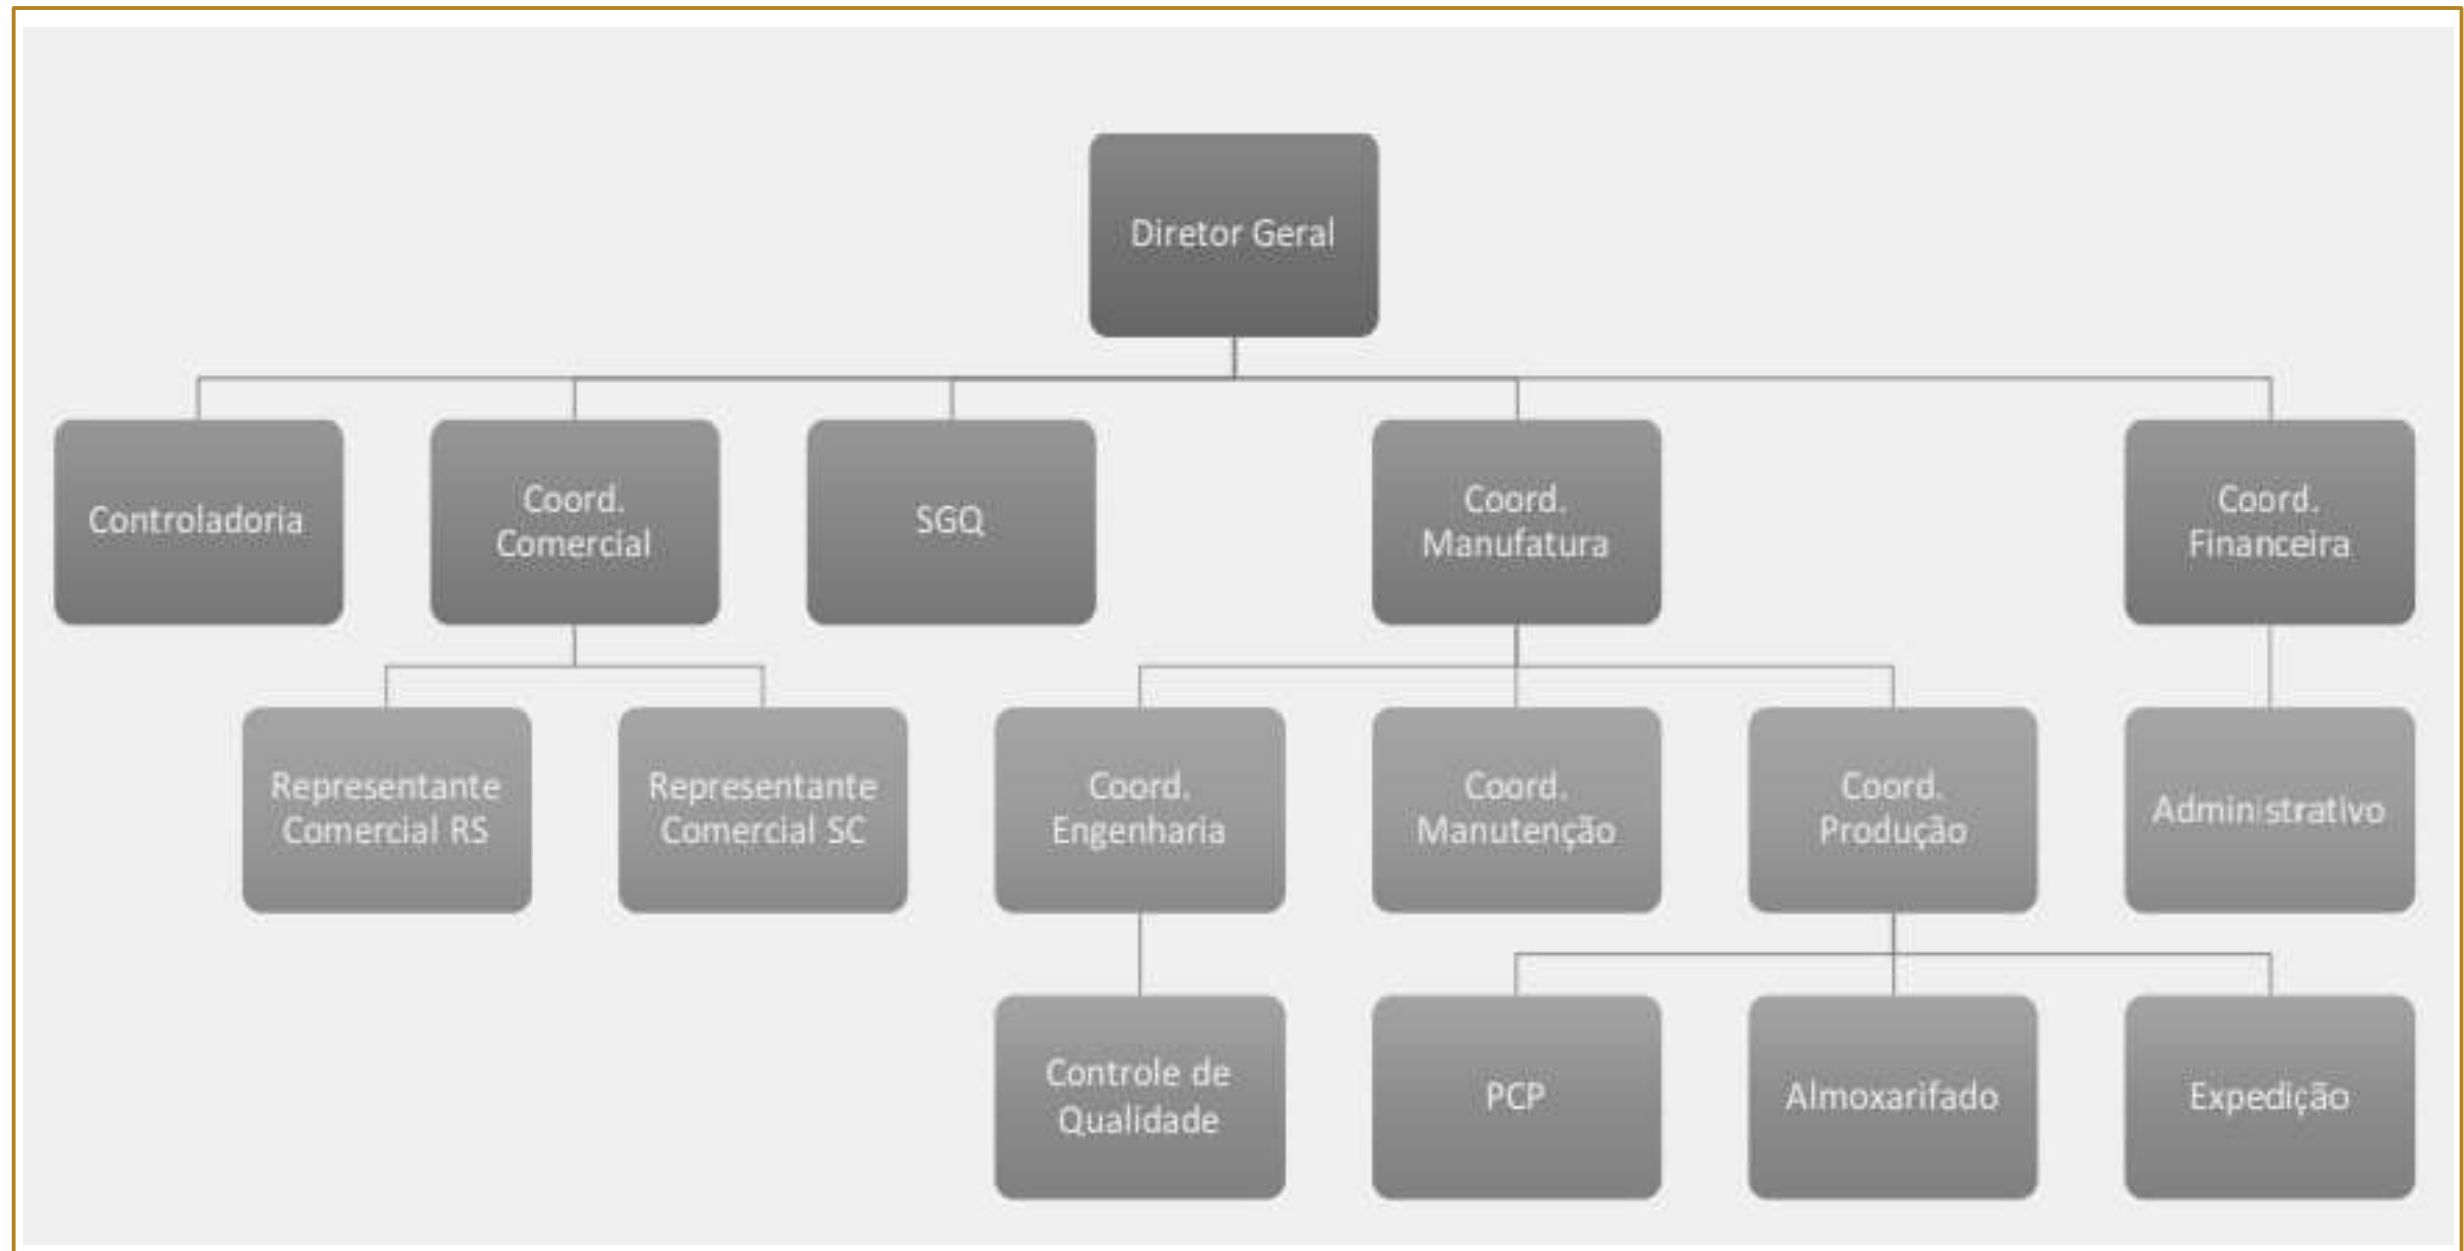 Diretor Geral
Controladoria
Coord.
Comercial
SGQ
Coord.
Manufatura
Coord.
Financeira
Representante
Comercial RS
Representante
Comercial SC
Coord.
Engenharia
Coord.
Manutenção
Coord.
Produção
Administrativo
Controle de
Qualidade
PCP
Almoxarifado
Expedição